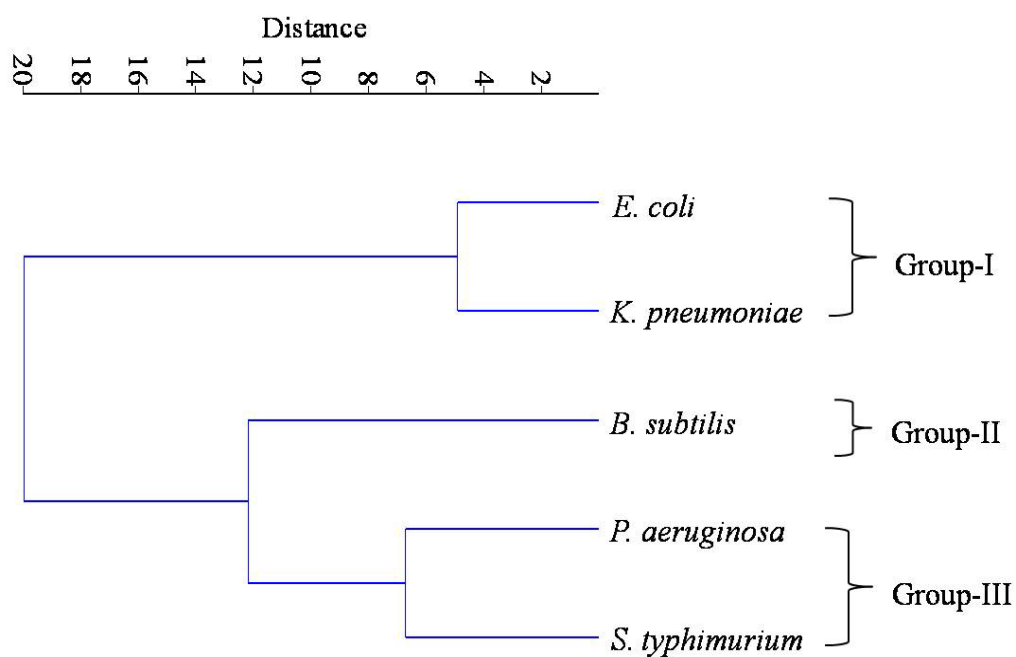 Distance
20 18 16 14 12 10 8 6 4 2
E. coli
Group-I
K. pneumoniae
B. subtilis
Group-II
P. aeruginosa
Group-III
S. typhimurium